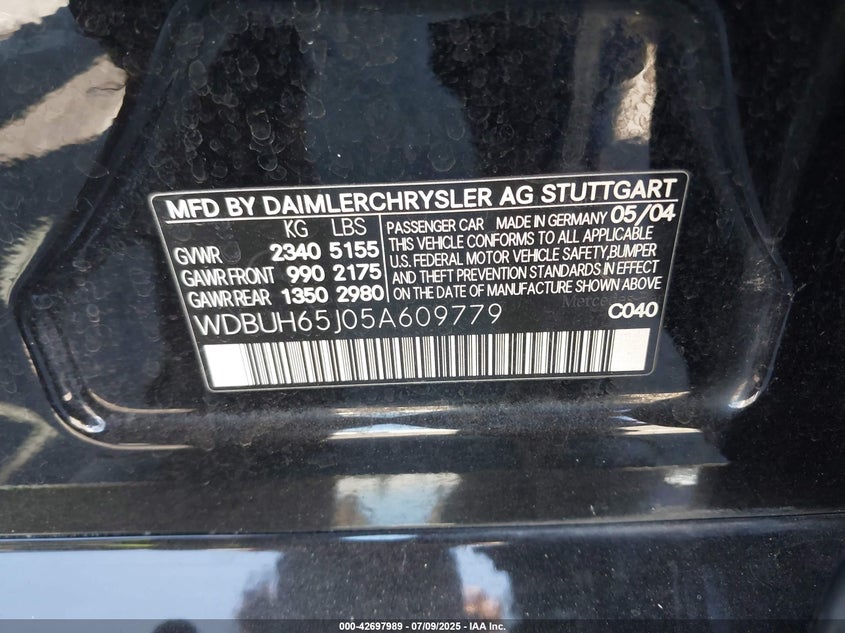 MFD BY DAIMLERCHRYSLER AG STUTTGART
KG LBS
GVWR 2340 5155
GAWR FRONT 990 2175
GAWR REAR 1350 2980
PASSENGER CAR MADE IN GERMANY 05/04
THIS VEHICLE CONFORMS TO ALL APPLICABLE
U.S. FEDERAL MOTOR VEHICLE SAFETY,BUMPER
AND THEFT PREVENTION STANDARDS IN EFFECT
ON THE DATE OF MANUFACTURE SHOWN ABOVE
WDBUH65J05A609779
C040
000-42697989 / 07/09/2025 - IAA, Inc.